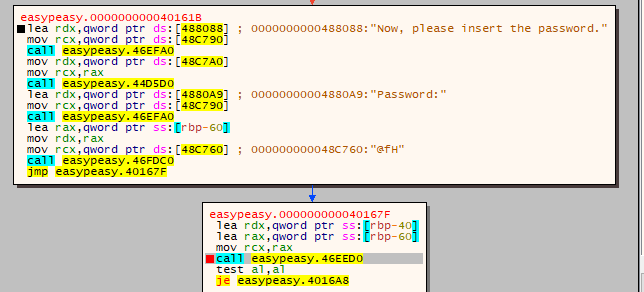 easypeasy.000000000040161B
lea rdx,qword ptr ds:[488088] ; 0000000000488088:"Now, please insert the password."
mov rcx,qword ptr ds:[48C790]
call easypeasy.46EFA0
mov rdx,qword ptr ds:[48C7A0]
mov rcx,rax
call easypeasy.44D5D0
lea rdx,qword ptr ds:[4880A9] ; 00000000004880A9:"Password:"
mov rcx,qword ptr ds:[48C790]
call easypeasy.46EFA0
lea rax,qword ptr ss:[rbp-60]
mov rdx,rax
mov rcx,qword ptr ds:[48C760] ; 000000000048C760:"@fH"
call easypeasy.46FDC0
jmp easypeasy.40167F
easypeasy.000000000040167F
lea rdx,qword ptr ss:[rbp-40]
lea rax,qword ptr ss:[rbp-60]
mov rcx,rax
call easypeasy.46EED0
test al,al
je easypeasy.4016A8